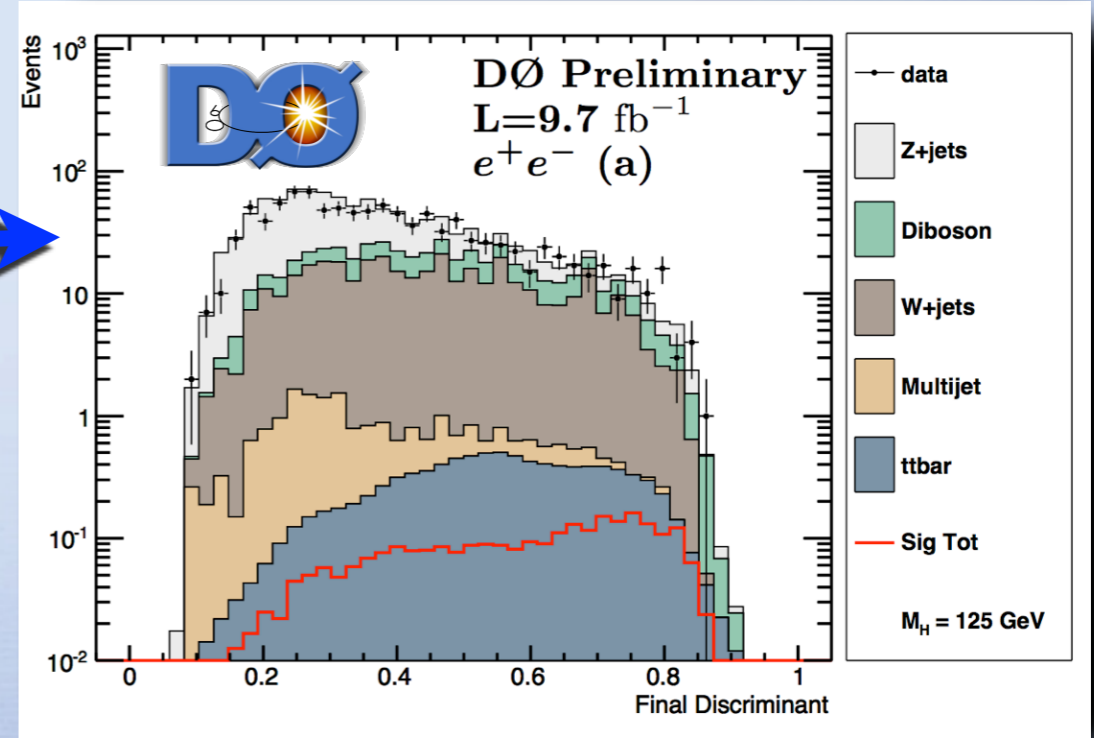 Events
10³
10²
10
1
10⁻¹
10⁻²
DØ
DØ Preliminary
L=9.7 fb⁻¹
e⁺e⁻ (a)
0 0.2 0.4 0.6 0.8 1
Final Discriminant
data
Z+jets
Diboson
W+jets
Multijet
ttbar
Sig Tot
M_H = 125 GeV